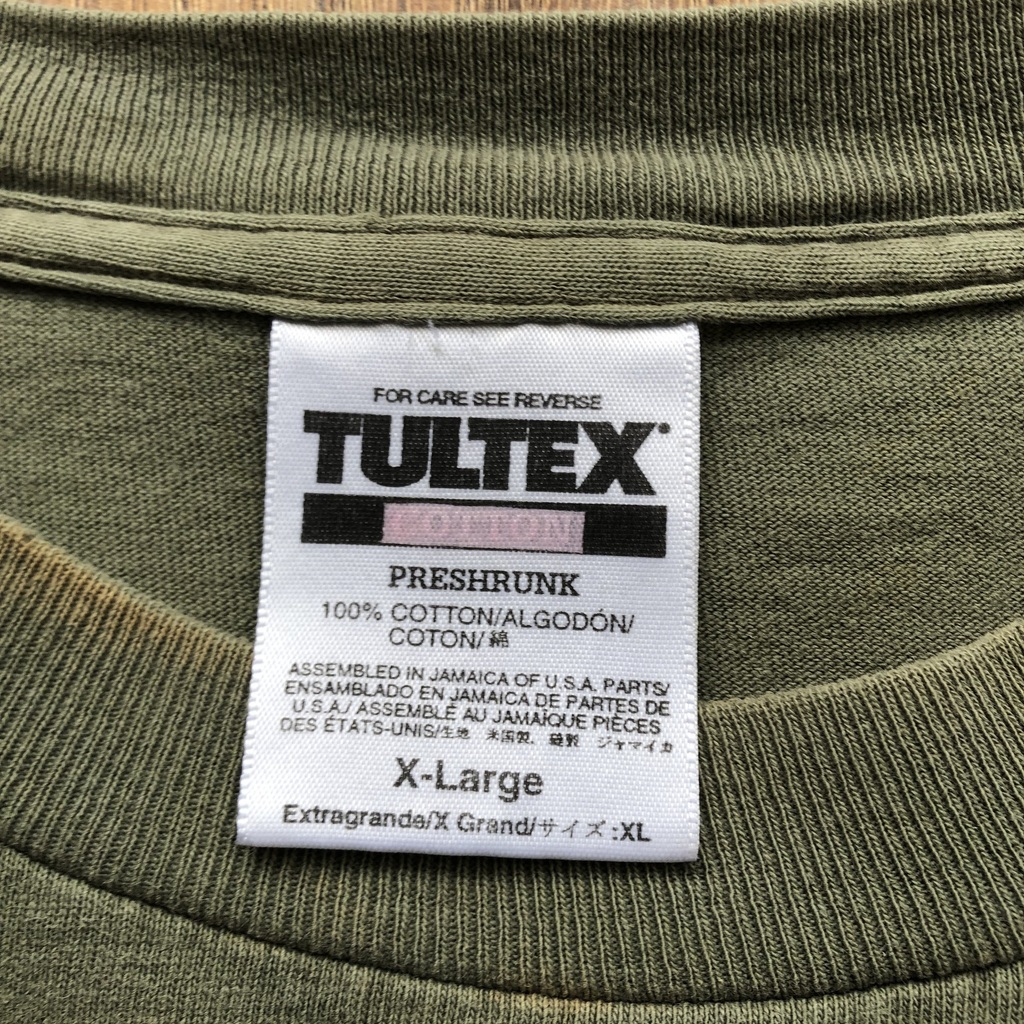 FOR CARE SEE REVERSE
TULTEX
PRESHRUNK
100% COTTON/ALGODÓN/
COTON/綿
ASSEMBLED IN JAMAICA OF U.S.A. PARTS/
ENSAMBLADO EN JAMAICA DE PARTES DE
U.S.A./ ASSEMBLÉ AU JAMAÏQUE PIÈCES
DES ÉTATS-UNIS/生地 米国製, 縫製 ジャマイカ
X-Large
Extragrande/X Grand/サイズ:XL